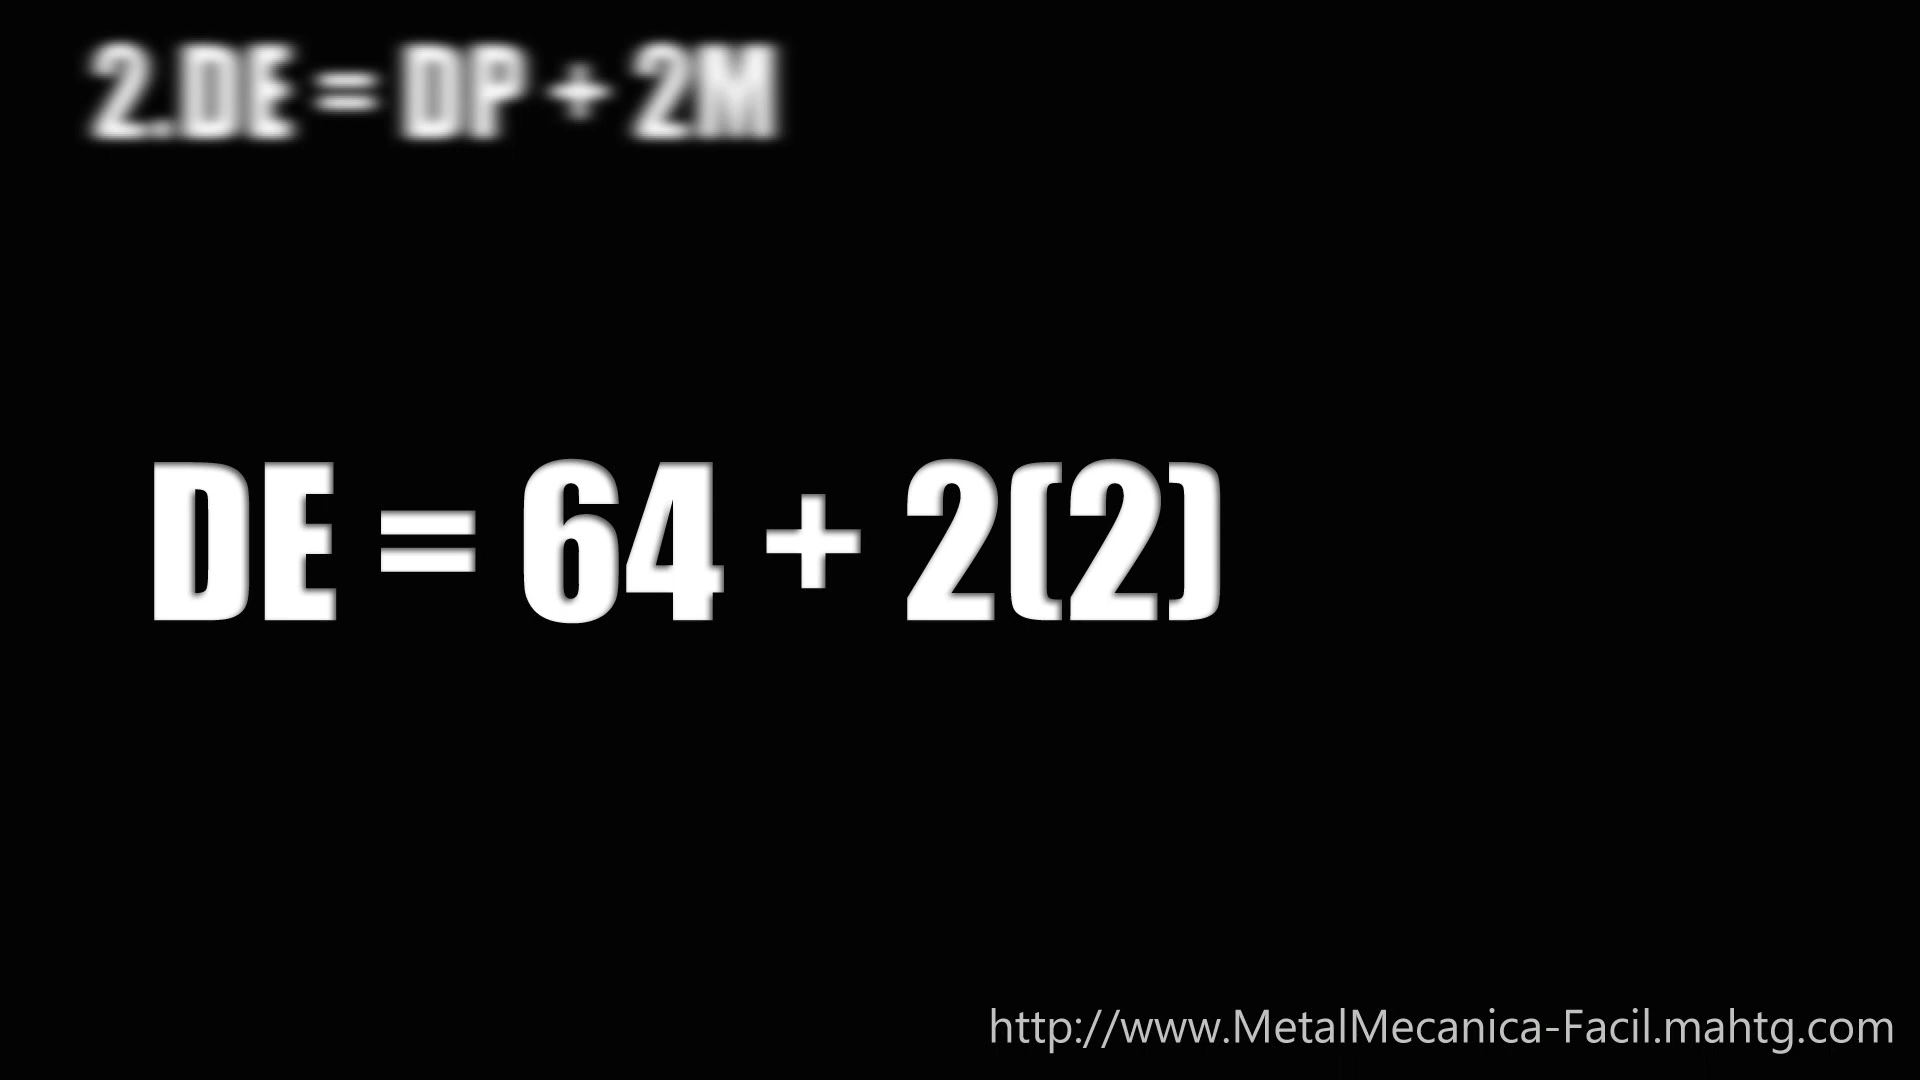 2.DE = DP + 2M
DE = 64 + 2(2)
http://www.MetalMecanica-Facil.mahtg.com